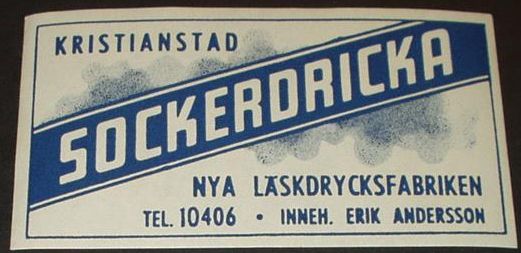 KRISTIANSTAD
SOCKERDRICKA
NYA LÄSKDRYCKSFABRIKEN
TEL. 10406 • INNEH. ERIK ANDERSSON